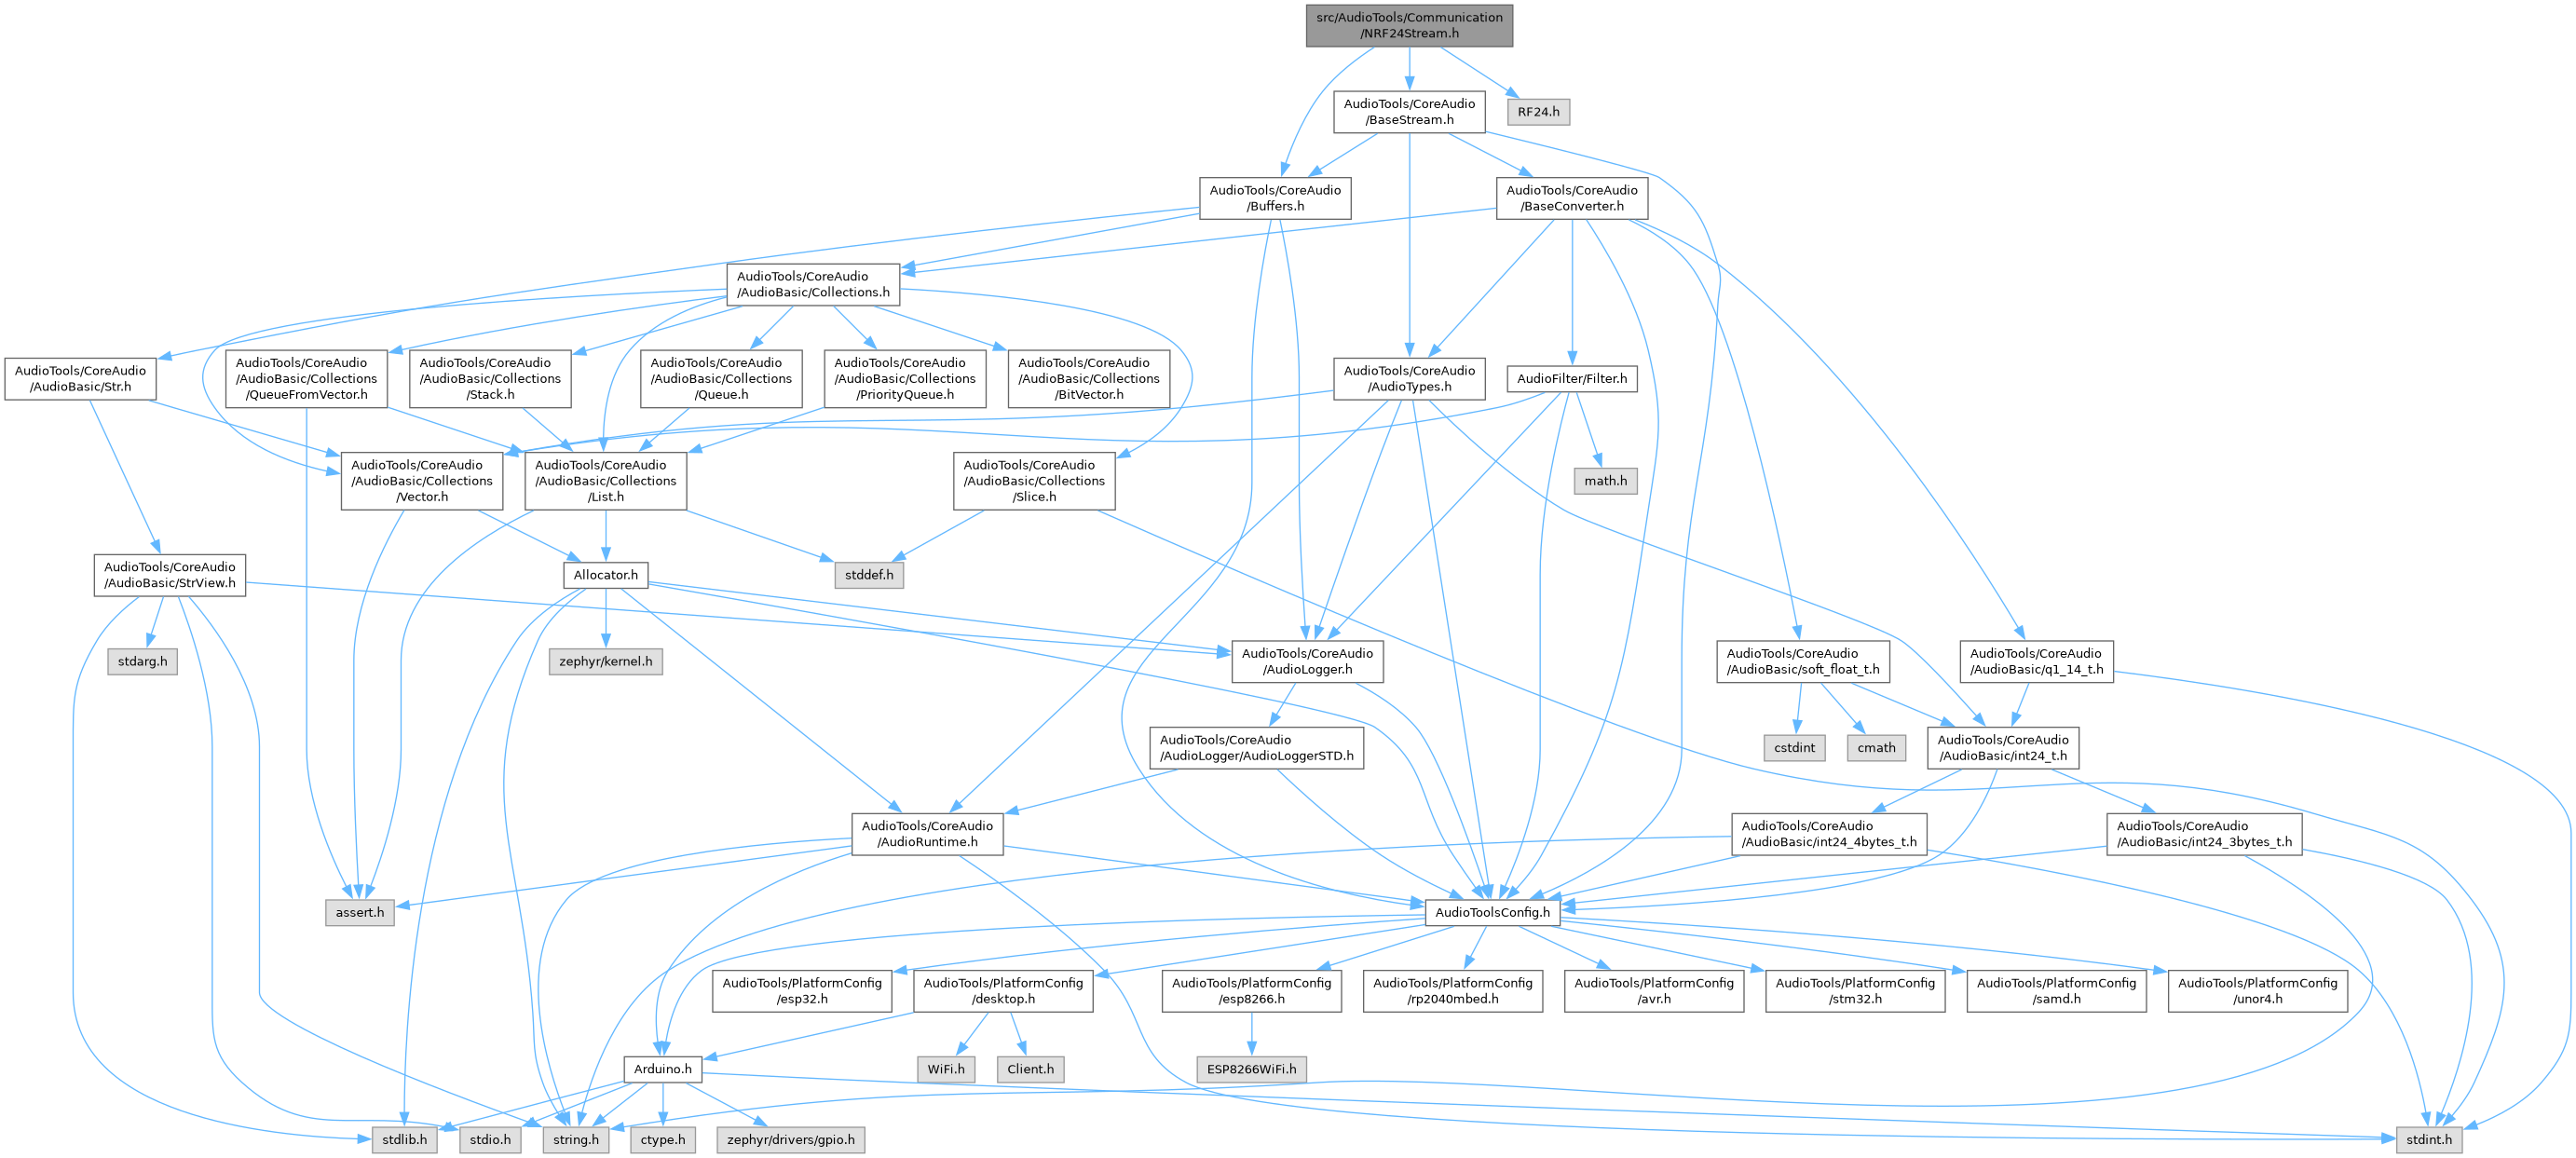 src/AudioTools/Communication
/NRF24Stream.h
AudioTools/CoreAudio
/BaseStream.h
RF24.h
AudioTools/CoreAudio
/Buffers.h
AudioTools/CoreAudio
/BaseConverter.h
AudioTools/CoreAudio
/AudioBasic/Collections.h
AudioTools/CoreAudio
/AudioBasic/Str.h
AudioTools/CoreAudio
/AudioBasic/Collections
/QueueFromVector.h
AudioTools/CoreAudio
/AudioBasic/Collections
/Stack.h
AudioTools/CoreAudio
/AudioBasic/Collections
/Queue.h
AudioTools/CoreAudio
/AudioBasic/Collections
/PriorityQueue.h
AudioTools/CoreAudio
/AudioBasic/Collections
/BitVector.h
AudioTools/CoreAudio
/AudioTypes.h
AudioFilter/Filter.h
AudioTools/CoreAudio
/AudioBasic/Collections
/Vector.h
AudioTools/CoreAudio
/AudioBasic/Collections
/List.h
AudioTools/CoreAudio
/AudioBasic/Collections
/Slice.h
math.h
AudioTools/CoreAudio
/AudioBasic/StrView.h
Allocator.h
stddef.h
stdarg.h
zephyr/kernel.h
AudioTools/CoreAudio
/AudioLogger.h
AudioTools/CoreAudio
/AudioBasic/soft_float_t.h
AudioTools/CoreAudio
/AudioBasic/q1_14_t.h
AudioTools/CoreAudio
/AudioLogger/AudioLoggerSTD.h
cstdint
cmath
AudioTools/CoreAudio
/AudioBasic/int24_t.h
AudioTools/CoreAudio
/AudioRuntime.h
AudioTools/CoreAudio
/AudioBasic/int24_4bytes_t.h
AudioTools/CoreAudio
/AudioBasic/int24_3bytes_t.h
assert.h
AudioToolsConfig.h
AudioTools/PlatformConfig
/esp32.h
AudioTools/PlatformConfig
/desktop.h
AudioTools/PlatformConfig
/esp8266.h
AudioTools/PlatformConfig
/rp2040mbed.h
AudioTools/PlatformConfig
/avr.h
AudioTools/PlatformConfig
/stm32.h
AudioTools/PlatformConfig
/samd.h
AudioTools/PlatformConfig
/unor4.h
Arduino.h
WiFi.h
Client.h
ESP8266WiFi.h
stdlib.h
stdio.h
string.h
ctype.h
zephyr/drivers/gpio.h
stdint.h